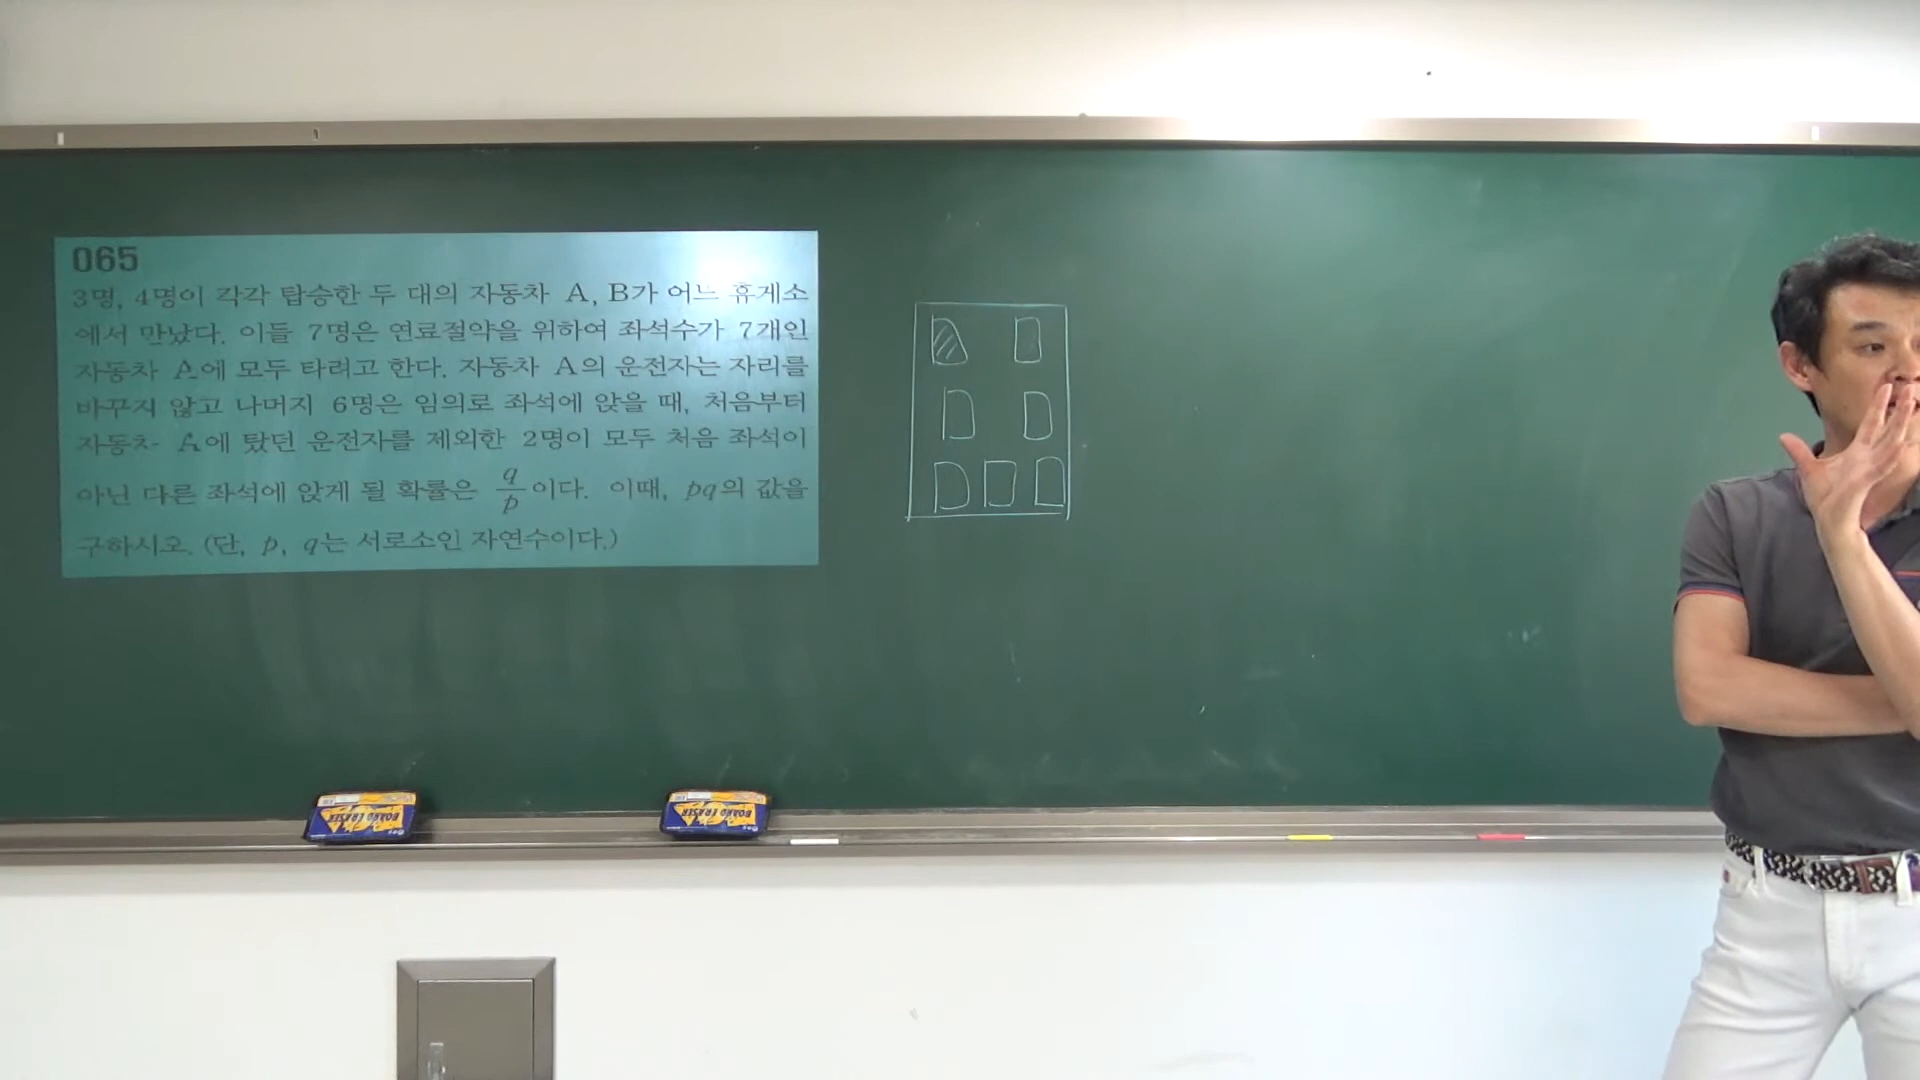 065
3명, 4명이 각각 탑승한 두 대의 자동차 A, B가 어느 휴게소
에서 만났다. 이들 7명은 연료절약을 위하여 좌석수가 7개인
자동차 A에 모두 타려고 한다. 자동차 A의 운전자는 자리를
바꾸지 않고 나머지 6명은 임의로 좌석에 앉을 때, 처음부터
자동차 A에 탔던 운전자를 제외한 2명이 모두 처음 좌석이
아닌 다른 좌석에 앉게 될 확률은 q/p이다. 이때, pq의 값을
구하시오. (단, p, q는 서로소인 자연수이다.)
BOARD ERASER
BOARD ERASER